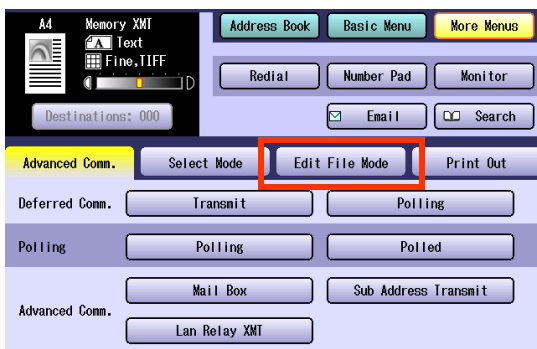 A4 Memory XMT Address Book Basic Menu More Menus
A Text
Fine,TIFF
D Redial Number Pad Monitor
Destinations: 000 Email Search
Advanced Comm. Select Mode Edit File Mode Print Out
Deferred Comm. Transmit Polling
Polling Polling Polled
Mail Box Sub Address Transmit
Advanced Comm.
Lan Relay XMT